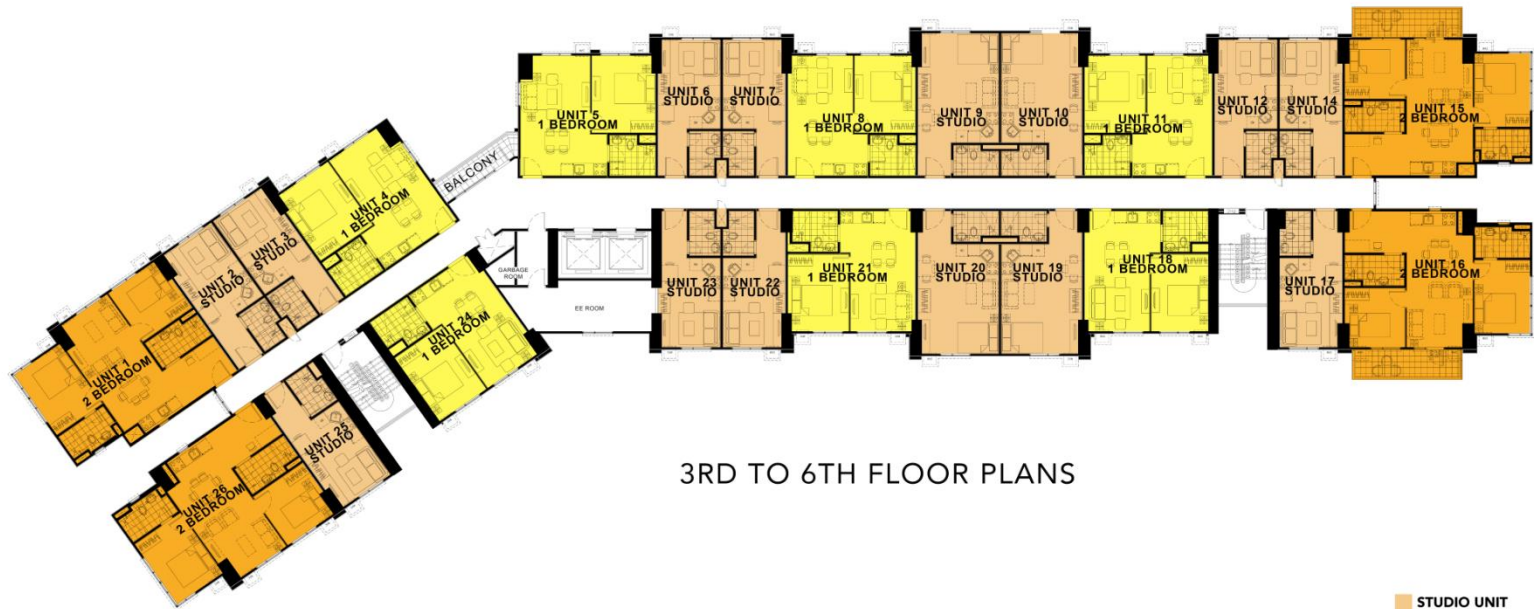 UNIT 1
2 BEDROOM
UNIT 2
STUDIO
UNIT 3
STUDIO
UNIT 4
1 BEDROOM
BALCONY
UNIT 5
1 BEDROOM
UNIT 6
STUDIO
UNIT 7
STUDIO
UNIT 8
1 BEDROOM
UNIT 9
STUDIO
UNIT 10
STUDIO
UNIT 11
1 BEDROOM
UNIT 12
STUDIO
UNIT 14
STUDIO
UNIT 15
2 BEDROOM
UNIT 16
2 BEDROOM
UNIT 17
STUDIO
UNIT 18
1 BEDROOM
UNIT 19
STUDIO
UNIT 20
STUDIO
UNIT 21
1 BEDROOM
UNIT 22
STUDIO
UNIT 23
STUDIO
GARBAGE
ROOM
EE ROOM
UNIT 24
1 BEDROOM
UNIT 25
STUDIO
UNIT 26
2 BEDROOM
3RD TO 6TH FLOOR PLANS
STUDIO UNIT